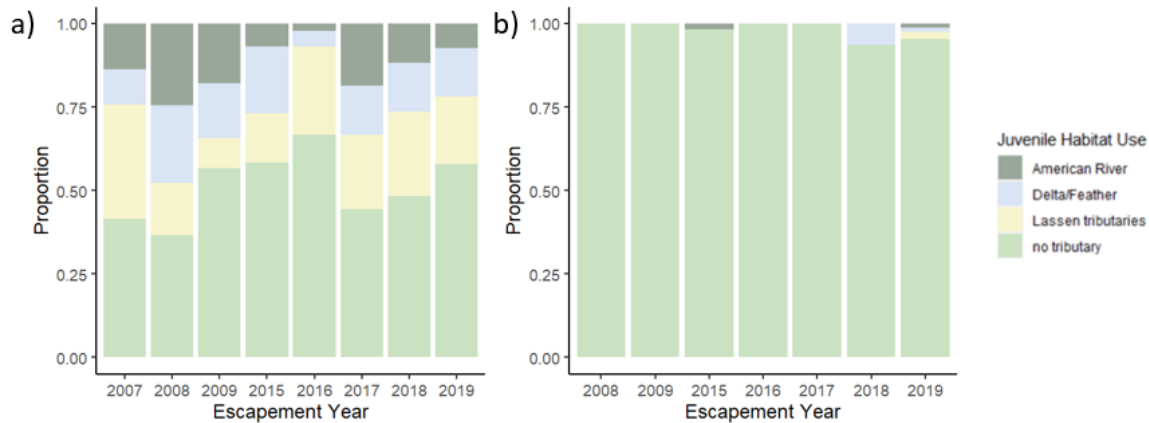 a)
Proportion
1.00
0.75
0.50
0.25
0.00
2007 2008 2009 2015 2016 2017 2018 2019
Escapement Year
b)
Proportion
1.00
0.75
0.50
0.25
0.00
2008 2009 2015 2016 2017 2018 2019
Escapement Year
Juvenile Habitat Use
American River
Delta/Feather
Lassen tributaries
no tributary